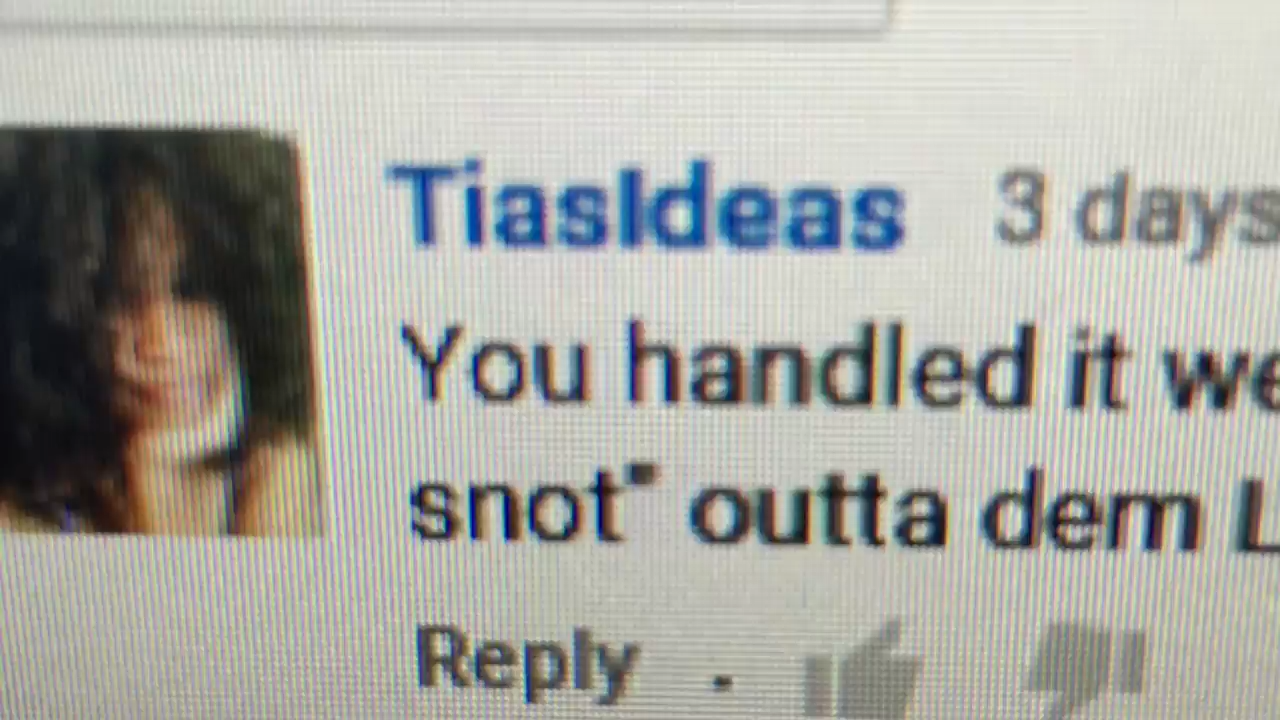 TiasIdeas 3 days
You handled it we
snot" outta dem L
Reply .